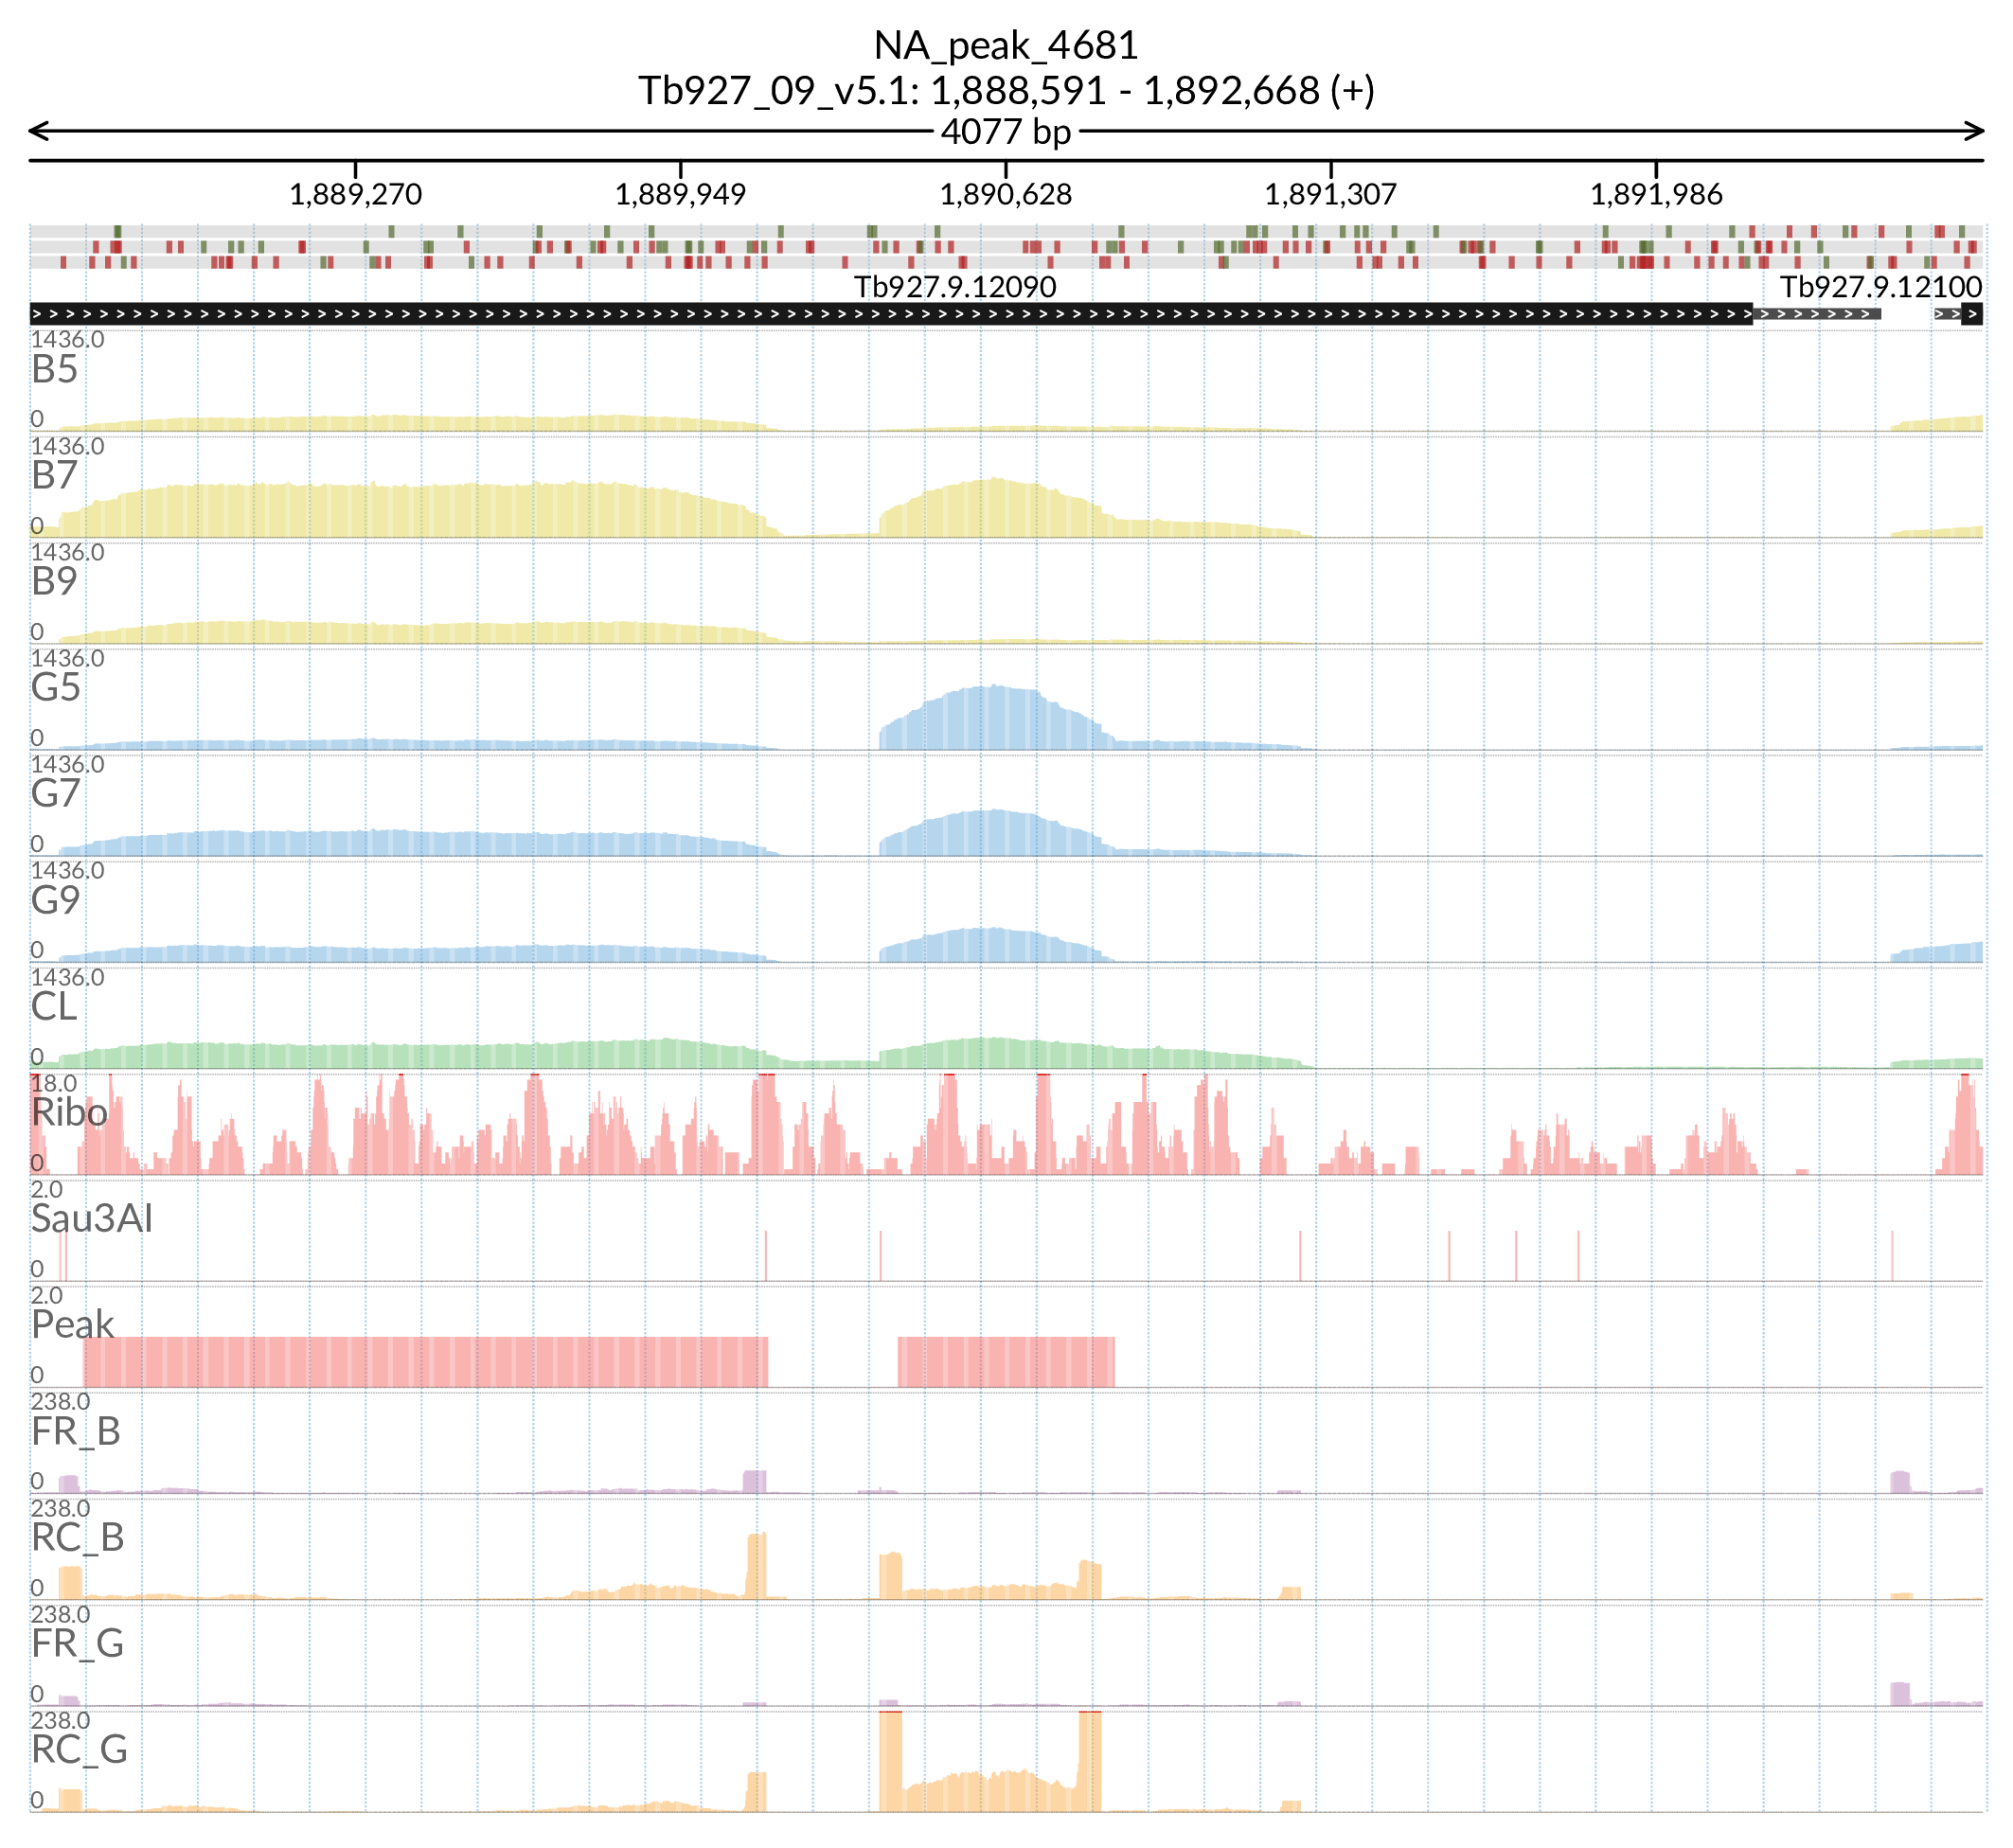 NA_peak_4681
Tb927_09_v5.1: 1,888,591 - 1,892,668 (+)
4077 bp
1,889,270 1,889,949 1,890,628 1,891,307 1,891,986
Tb927.9.12090 Tb927.9.12100
1436.0
B5
0
1436.0
B7
0
1436.0
B9
0
1436.0
G5
0
1436.0
G7
0
1436.0
G9
0
1436.0
CL
0
18.0
Ribo
0
2.0
Sau3AI
0
2.0
Peak
0
238.0
FR_B
0
238.0
RC_B
0
238.0
FR_G
0
238.0
RC_G
0